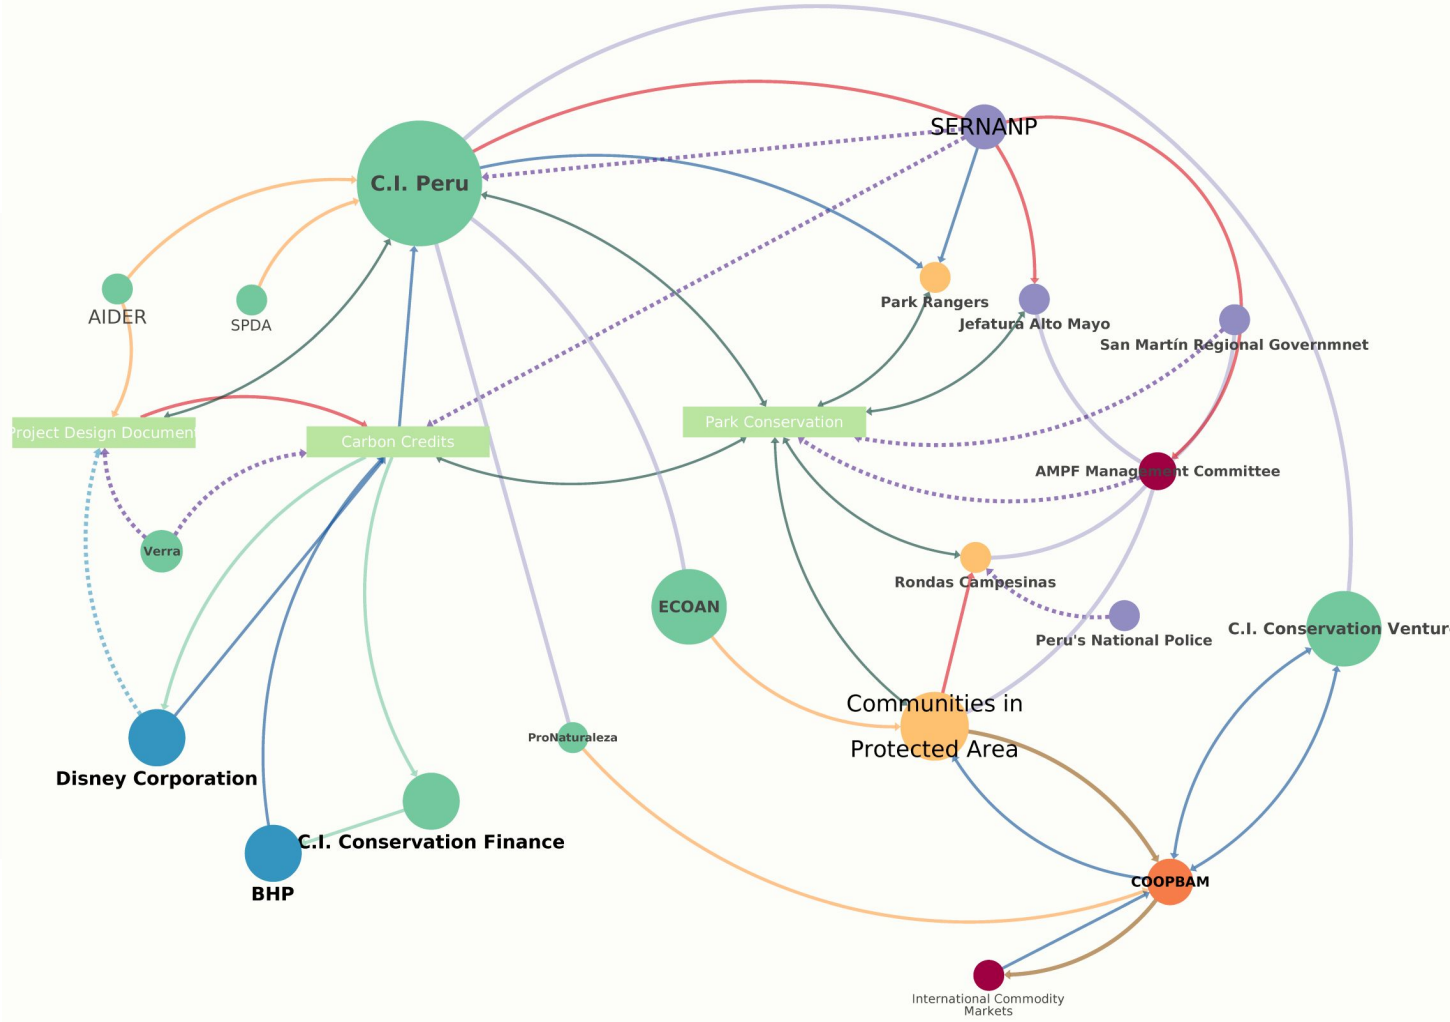 SERNANP
C.I. Peru
Park Rangers
AIDER
SPDA
Jefatura Alto Mayo
San Martín Regional Governmnet
Project Design Document
Carbon Credits
Park Conservation
AMPF Management Committee
Verra
Rondas Campesinas
ECOAN
Peru's National Police
C.I. Conservation Ventur
Communities in
Protected Area
ProNaturaleza
Disney Corporation
C.I. Conservation Finance
BHP
COOPBAM
International Commodity
Markets